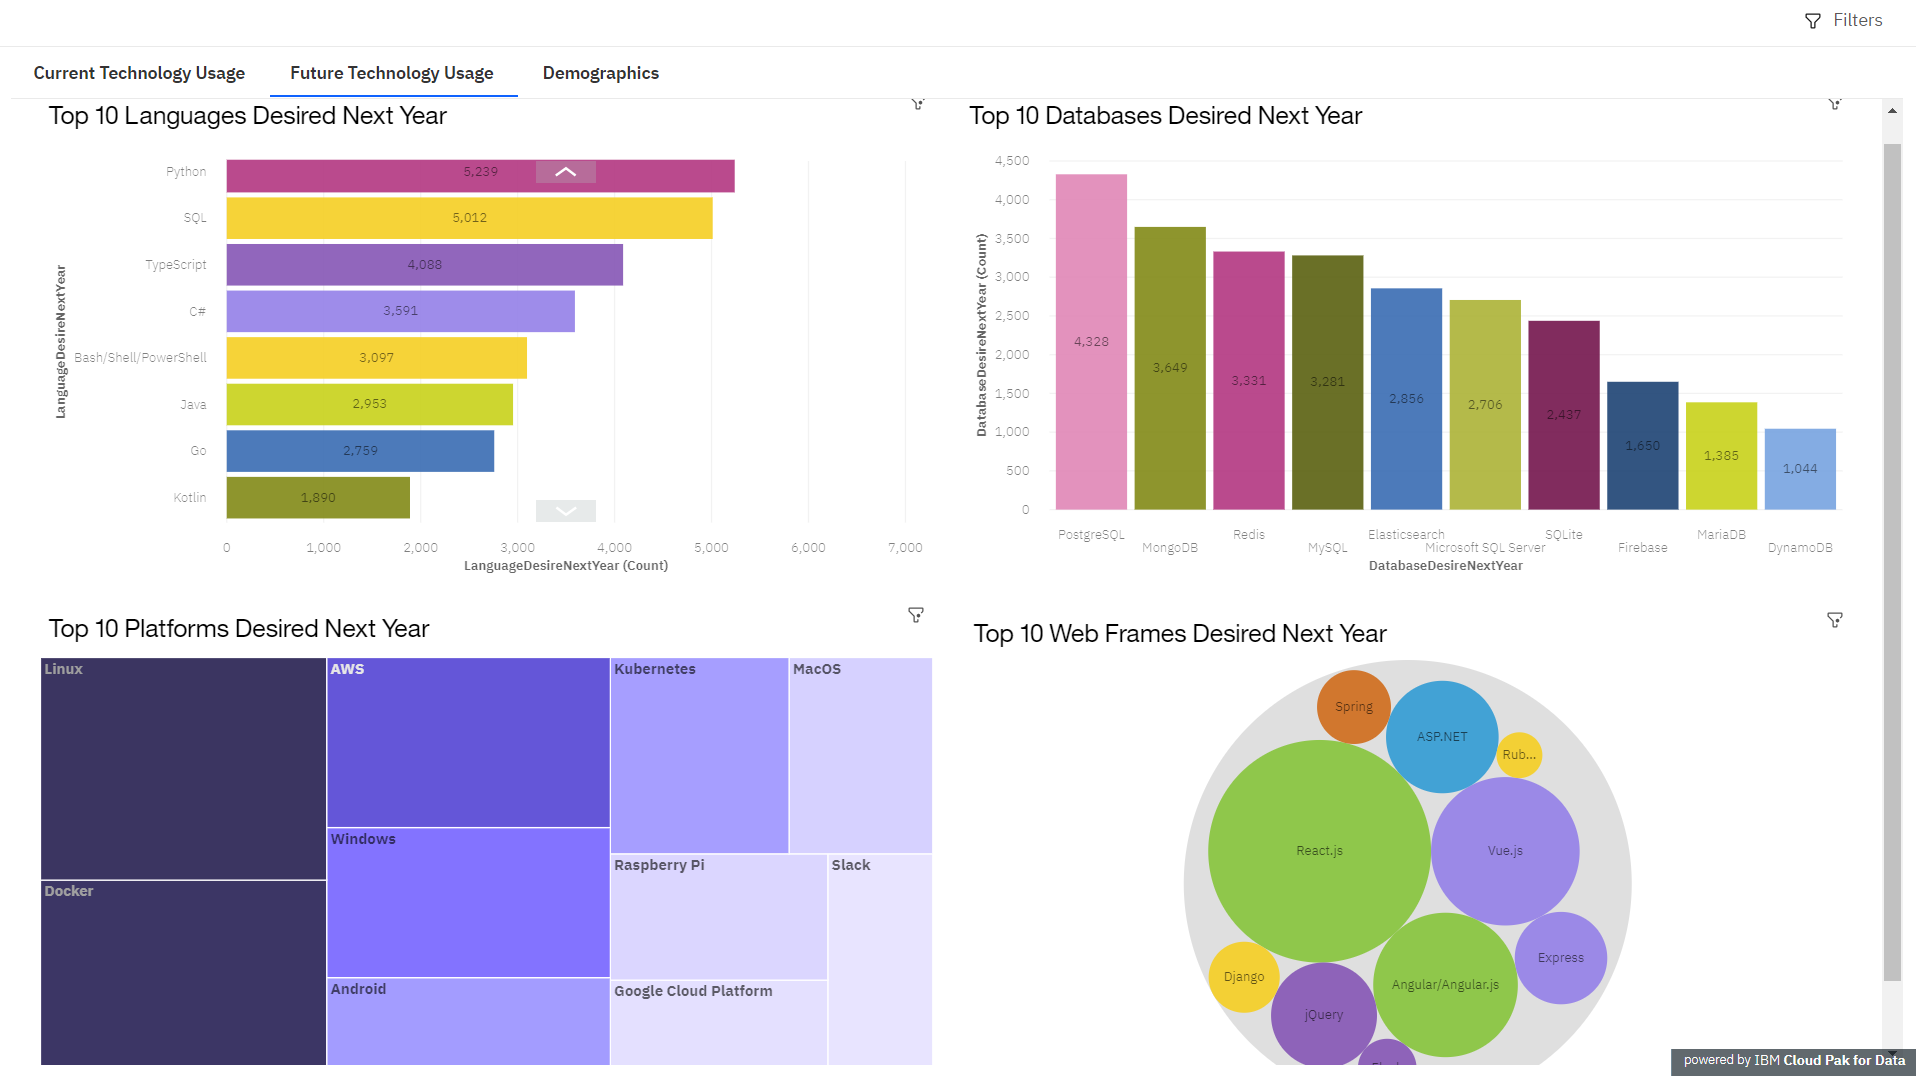 Filters
Current Technology Usage
Future Technology Usage
Demographics
Top 10 Languages Desired Next Year
LanguageDesireNextYear
Python
5,239
SQL
5,012
TypeScript
4,088
C#
3,591
Bash/Shell/PowerShell
3,097
Java
2,953
Go
2,759
Kotlin
1,890
0 1,000 2,000 3,000 4,000 5,000 6,000 7,000
LanguageDesireNextYear (Count)
Top 10 Databases Desired Next Year
DatabaseDesireNextYear (Count)
4,500
4,000
3,500
3,000
2,500
2,000
1,500
1,000
500
0
4,328
3,649
3,331
3,281
2,856
2,706
2,437
1,650
1,385
1,044
PostgreSQL
MongoDB
Redis
MySQL
Elasticsearch
Microsoft SQL Server
SQLite
Firebase
MariaDB
DynamoDB
DatabaseDesireNextYear
Top 10 Platforms Desired Next Year
Linux
AWS
Kubernetes
MacOS
Windows
Raspberry Pi
Slack
Docker
Android
Google Cloud Platform
Top 10 Web Frames Desired Next Year
Spring
ASP.NET
Rub...
React.js
Vue.js
Express
Django
Angular/Angular.js
jQuery
powered by IBM Cloud Pak for Data